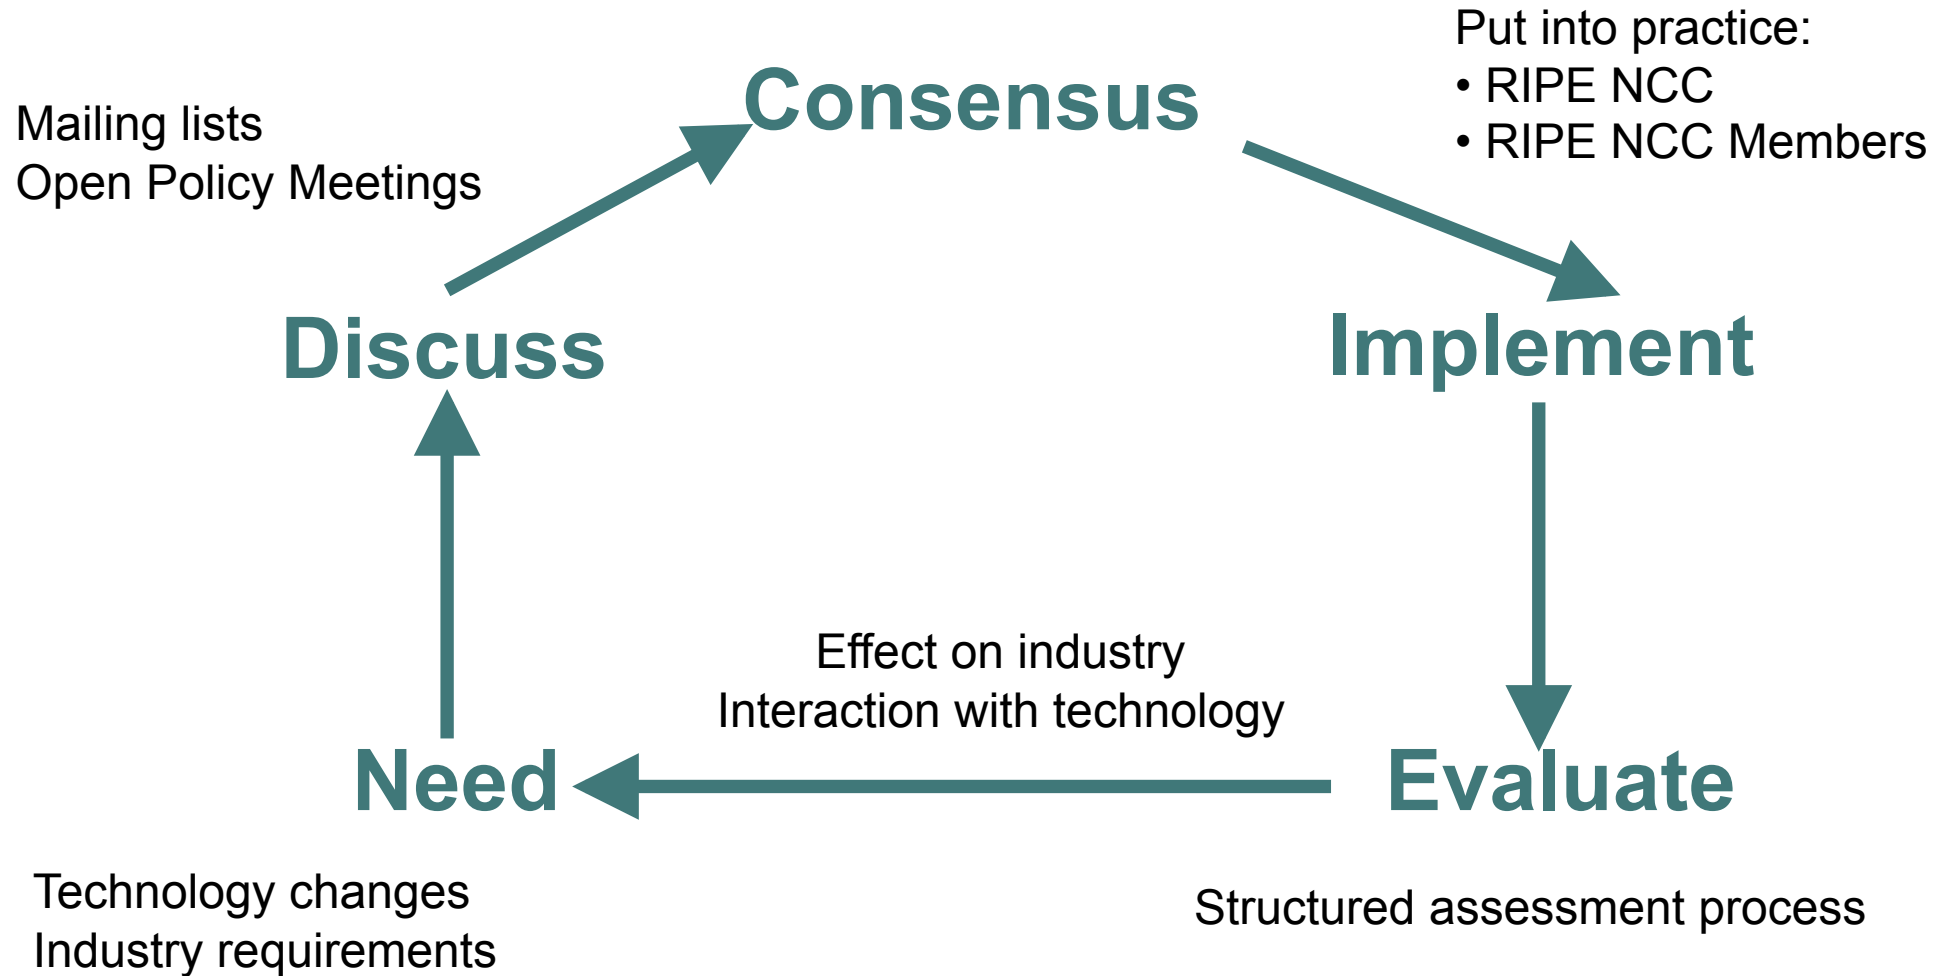 Put into practice:
• RIPE NCC
• RIPE NCC Members
Consensus
Mailing lists
Open Policy Meetings
Discuss
Implement
Effect on industry
Interaction with technology
Need
Evaluate
Technology changes
Industry requirements
Structured assessment process